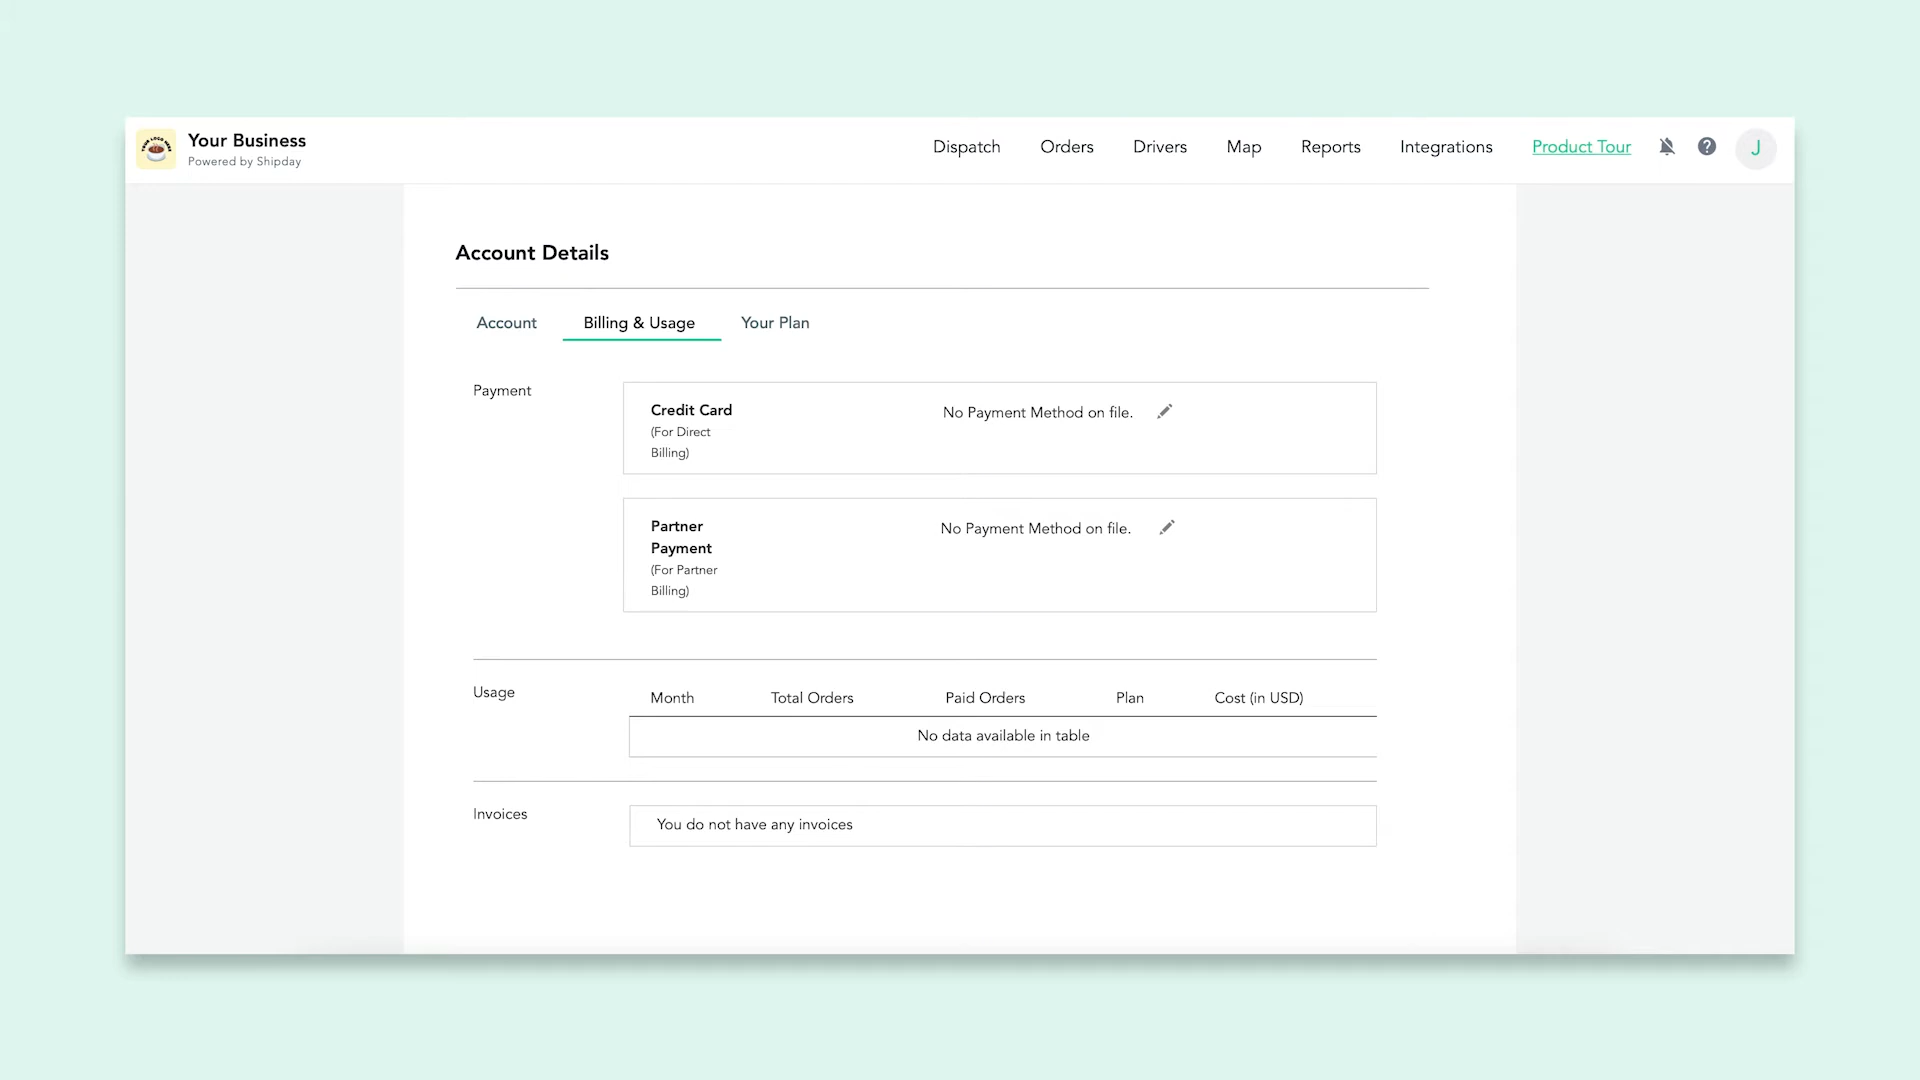 YOUR LOGO HERE
Your Business
Powered by Shipday
Dispatch
Orders
Drivers
Map
Reports
Integrations
Product Tour
?
J
Account Details
Account
Billing & Usage
Your Plan
Payment
Credit Card
(For Direct
Billing)
No Payment Method on file.
Partner
Payment
(For Partner
Billing)
No Payment Method on file.
Usage
Month
Total Orders
Paid Orders
Plan
Cost (in USD)
No data available in table
Invoices
You do not have any invoices